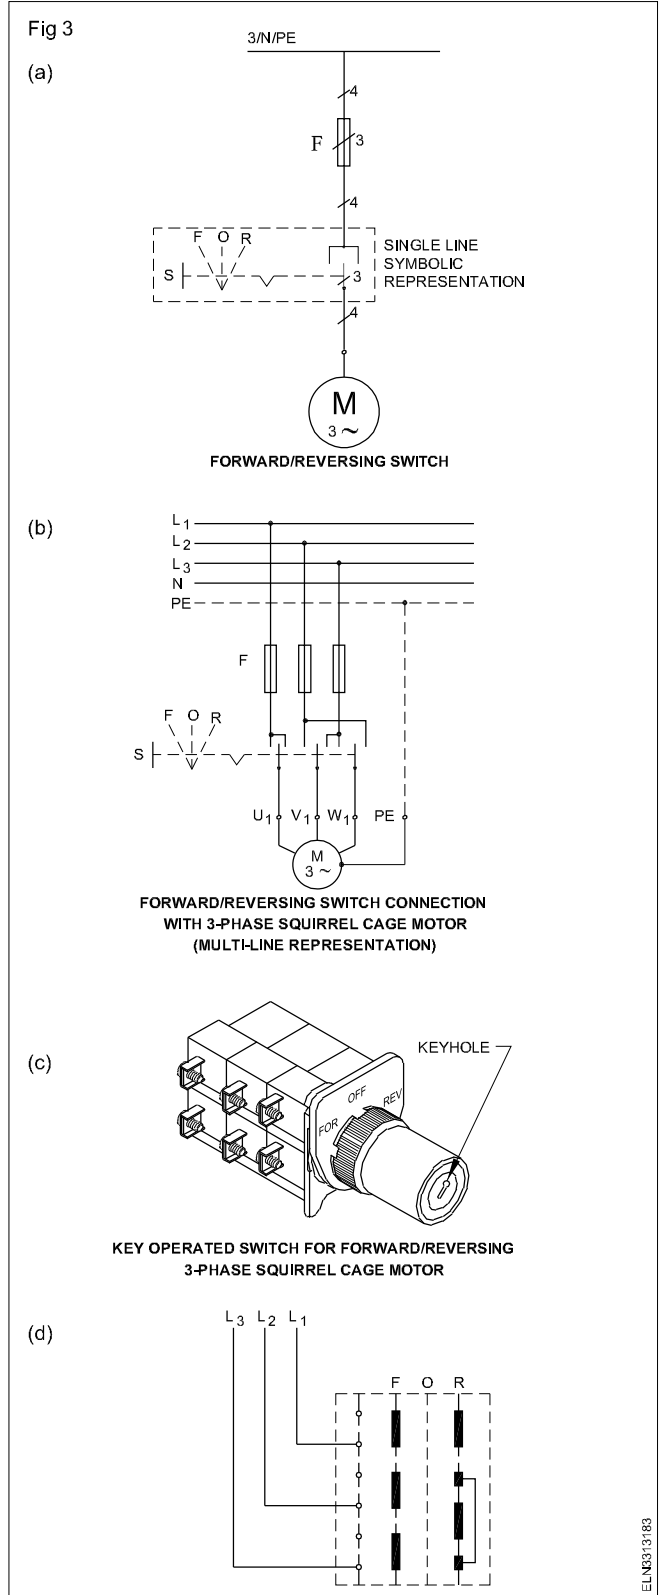 Fig 3
3/N/PE
(a)
4
F 3
4
F O R
SINGLE LINE
SYMBOLIC
REPRESENTATION
S
3
4
M
3 ~
FORWARD/REVERSING SWITCH
(b)
L1
L2
L3
N
PE
F
F O R
S
U1 V1 W1 PE
M
3 ~
FORWARD/REVERSING SWITCH CONNECTION
WITH 3-PHASE SQUIRREL CAGE MOTOR
(MULTI-LINE REPRESENTATION)
(c)
KEYHOLE
FOR OFF REV
KEY OPERATED SWITCH FOR FORWARD/REVERSING
3-PHASE SQUIRREL CAGE MOTOR
(d)
L3 L2 L1
F O R
ELN3313183